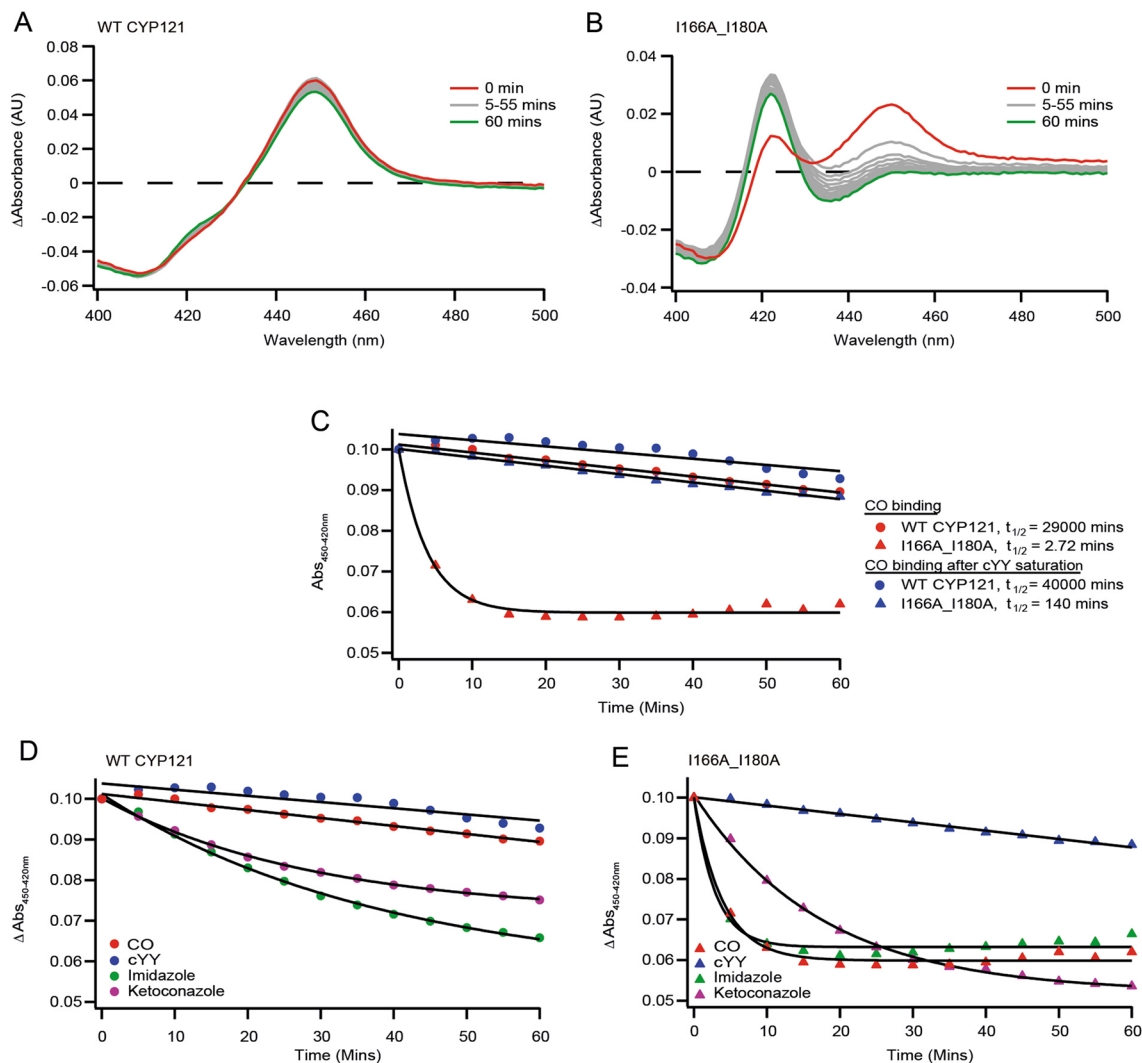 A
WT CYP121
0.08
0.06
0.04
0.02
0
-0.02
-0.04
-0.06
ΔAbsorbance (AU)
0 min
5-55 mins
60 mins
400 420 440 460 480 500
Wavelength (nm)
B
I166A_I180A
0.04
0.02
0
-0.02
-0.04
ΔAbsorbance (AU)
0 min
5-55 mins
60 mins
400 420 440 460 480 500
Wavelength (nm)
C
0.10
0.09
0.08
0.07
0.06
0.05
Abs450-420nm
0 10 20 30 40 50 60
Time (Mins)
CO binding
WT CYP121, t1/2 = 29000 mins
I166A_I180A, t1/2 = 2.72 mins
CO binding after cYY saturation
WT CYP121, t1/2 = 40000 mins
I166A_I180A, t1/2 = 140 mins
D
WT CYP121
0.10
0.09
0.08
0.07
0.06
0.05
Δ Abs450-420nm
CO
cYY
Imidazole
Ketoconazole
0 10 20 30 40 50 60
Time (Mins)
E
I166A_I180A
0.10
0.09
0.08
0.07
0.06
0.05
Δ Abs450-420nm
CO
cYY
Imidazole
Ketoconazole
0 10 20 30 40 50 60
Time (Mins)